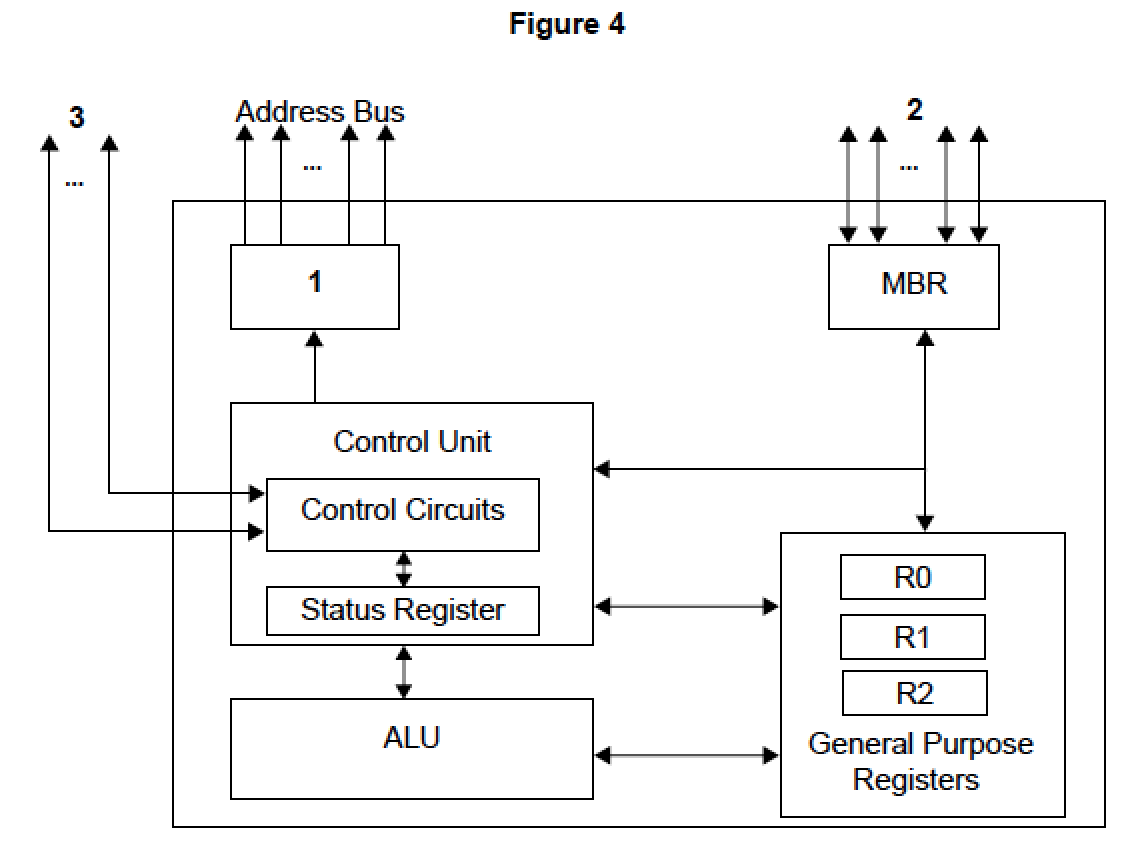 Figure 4
3
Address Bus
2
...
...
...
1
MBR
Control Unit
Control Circuits
Status Register
R0
R1
R2
ALU
General Purpose
Registers